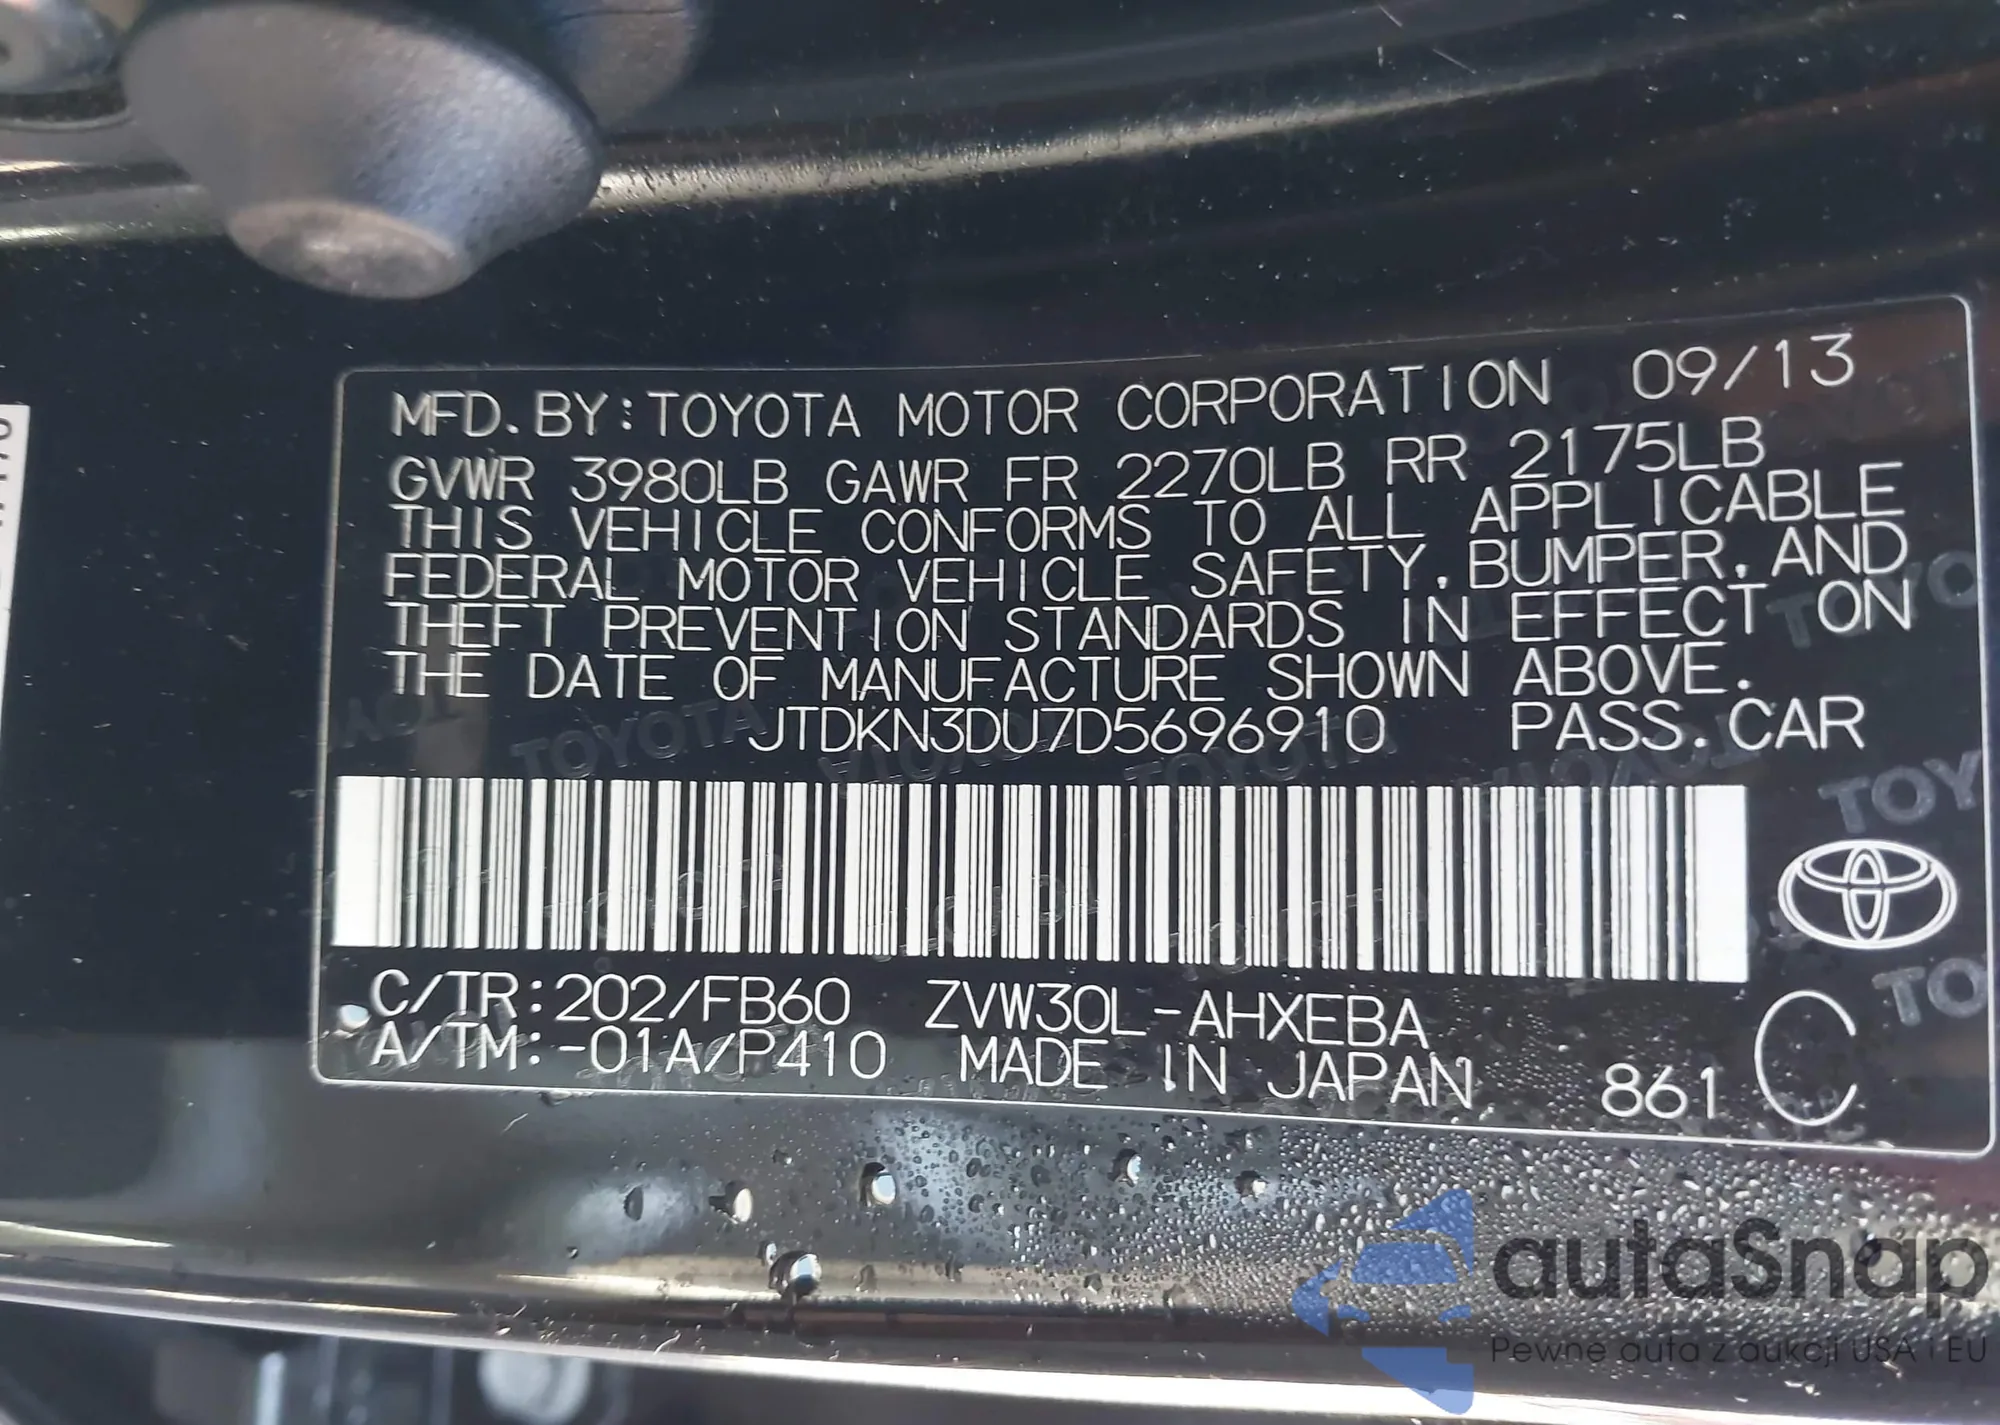 MFD. BY: TOYOTA MOTOR CORPORATION 09/13
GVWR 3980LB GAWR FR 2270LB RR 2175LB
THIS VEHICLE CONFORMS TO ALL APPLICABLE
FEDERAL MOTOR VEHICLE SAFETY, BUMPER, AND
THEFT PREVENTION STANDARDS IN EFFECT ON
THE DATE OF MANUFACTURE SHOWN ABOVE.
JTDKN3DU7D5696910 PASS. CAR
C/TR: 202/FB60 ZVW30L-AHXEBA
A/TM: -01A/P410 MADE IN JAPAN 861 C
autaSnap
Pewne auta z aukcji USA i EU